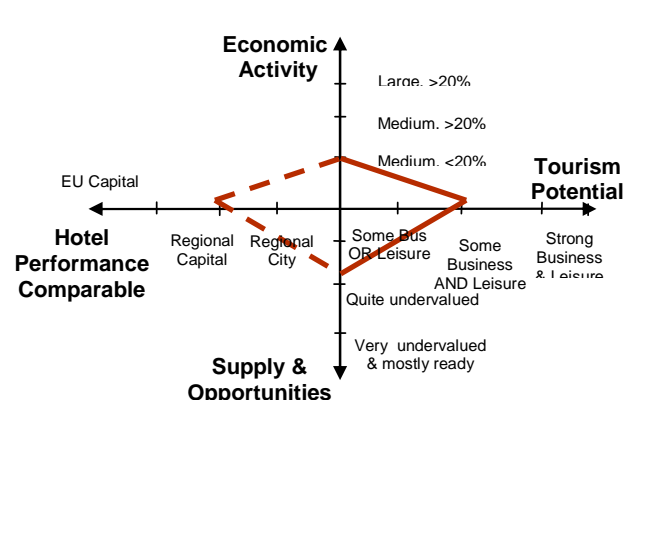 Economic
Activity
Large. >20%
Medium. >20%
Medium. <20%
Tourism
Potential
EU Capital
Hotel
Performance
Comparable
Regional
Capital
Regional
City
Some Bus
OR Leisure
Some
Business
AND Leisure
Strong
Business
& Leisure
Quite undervalued
Very undervalued
& mostly ready
Supply &
Opportunities